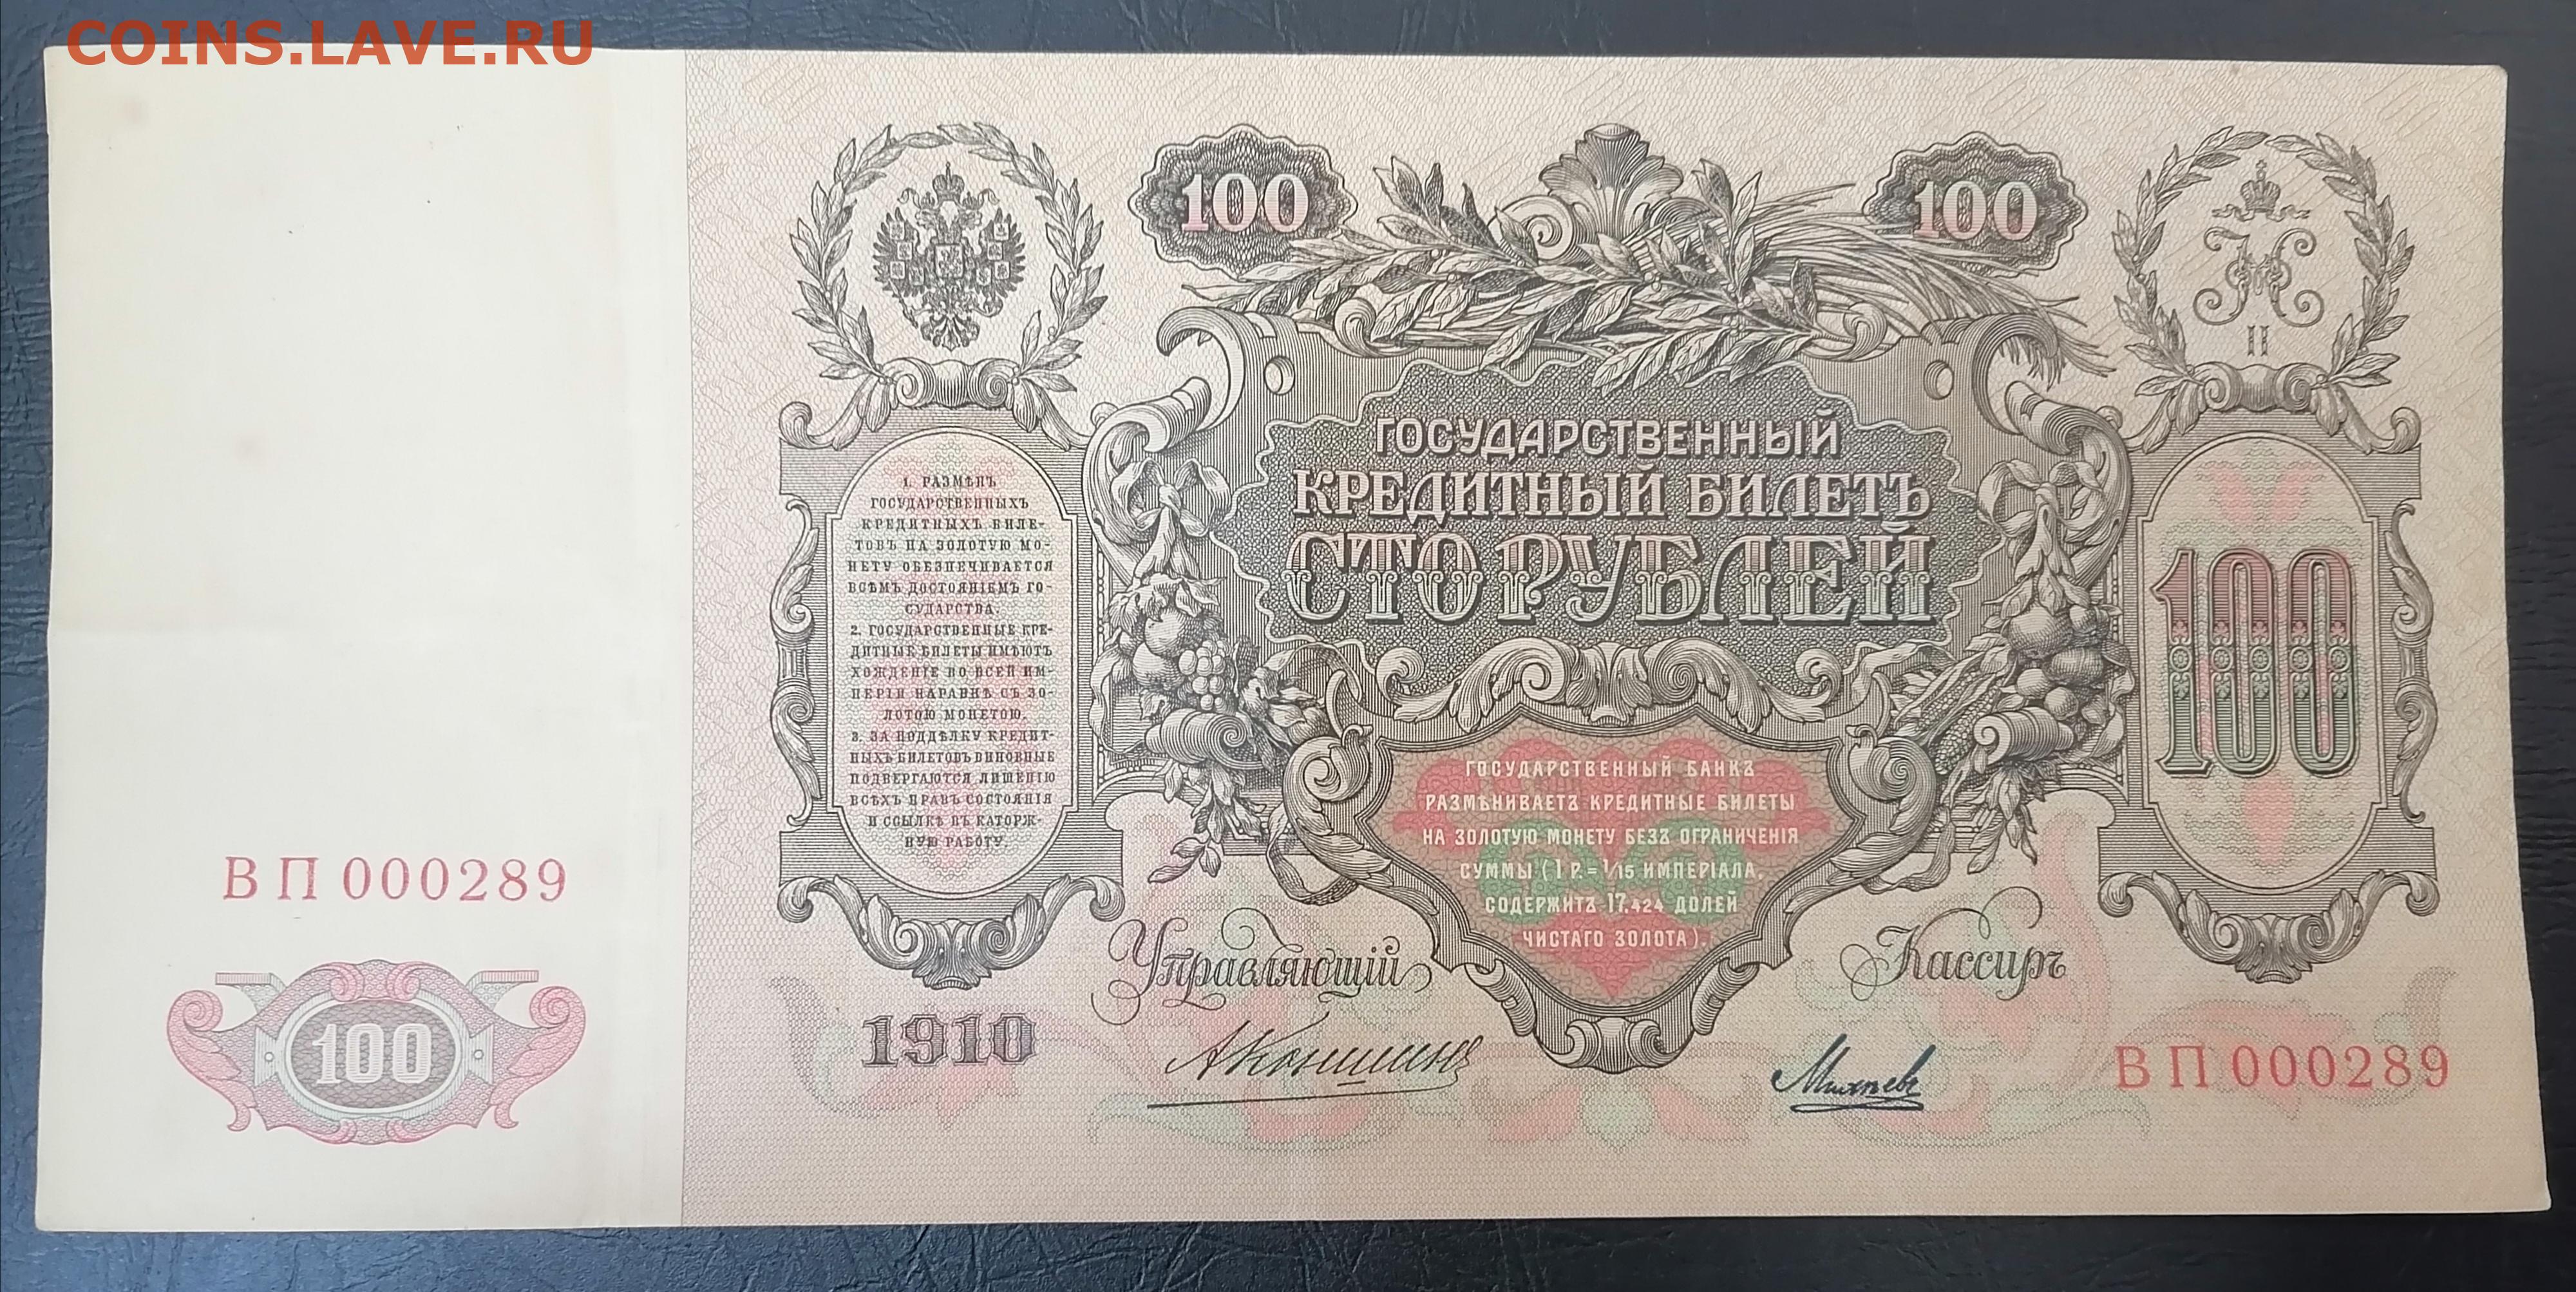 COINS.LAVE.RU
100
100
II
ГОСУДАРСТВЕННЫЙ
КРЕДИТНЫЙ БИЛЕТЪ
СТО РУБЛЕЙ
1. РАЗМѢНЪ
ГОСУДАРСТВЕННЫХЪ
КРЕДИТНЫХЪ БИЛЕ-
ТОВЪ НА ЗОЛОТУЮ МО-
НЕТУ ОБЕЗПЕЧИВАЕТСЯ
ВСѢМЪ ДОСТОЯНІЕМЪ ГО-
СУДАРСТВА.
2. ГОСУДАРСТВЕННЫЕ КРЕ-
ДИТНЫЕ БИЛЕТЫ ИМѢЮТЪ
ХОЖДЕНІЕ ВО ВСЕЙ ИМ-
ПЕРІИ НАРАВНѢ СЪ ЗО-
ЛОТОЮ МОНЕТОЮ.
3. ЗА ПОДДѢЛКУ КРЕДИТ-
НЫХЪ БИЛЕТОВЪ ВИНОВНЫЕ
ПОДВЕРГАЮТСЯ ЛИШЕНІЮ
ВСѢХЪ ПРАВЪ СОСТОЯНІЯ
И ССЫЛКѢ ВЪ КАТОРЖ-
НУЮ РАБОТУ.
100
ГОСУДАРСТВЕННЫЙ БАНКЪ
РАЗМѢНИВАЕТЪ КРЕДИТНЫЕ БИЛЕТЫ
НА ЗОЛОТУЮ МОНЕТУ БЕЗЪ ОГРАНИЧЕНІЯ
СУММЫ (1 Р. = 1/15 ИМПЕРІАЛА,
СОДЕРЖИТЪ 17,424 ДОЛЕЙ
ЧИСТАГО ЗОЛОТА).
ВП 000289
100
Управляющій
Кассиръ
1910
АКоншинъ
Михѣевъ
ВП 000289